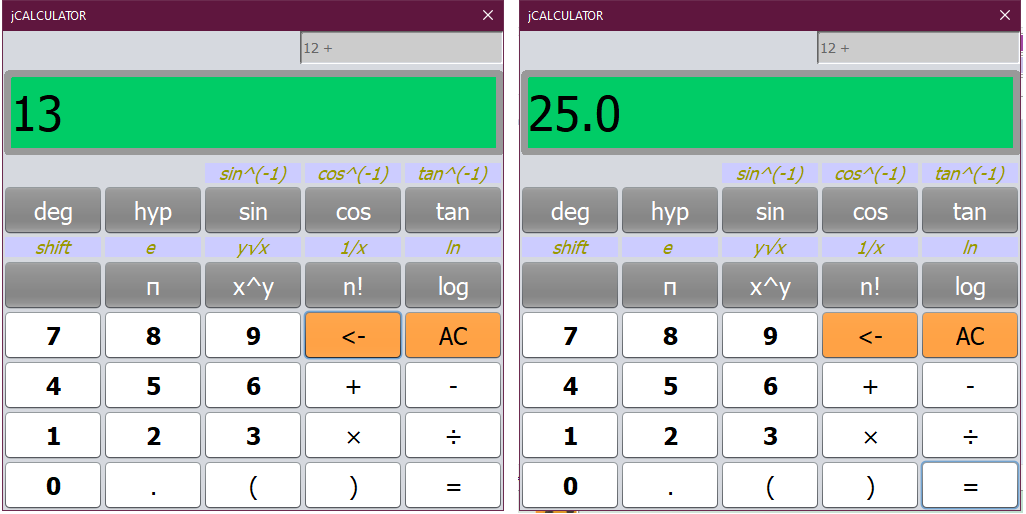 jCALCULATOR ×
12 +
13
sin^(-1) cos^(-1) tan^(-1)
deg hyp sin cos tan
shift e y√x 1/x ln
π x^y n! log
7 8 9 <- AC
4 5 6 + -
1 2 3 × ÷
0 . ( ) =
jCALCULATOR ×
12 +
25.0
sin^(-1) cos^(-1) tan^(-1)
deg hyp sin cos tan
shift e y√x 1/x ln
π x^y n! log
7 8 9 <- AC
4 5 6 + -
1 2 3 × ÷
0 . ( ) =